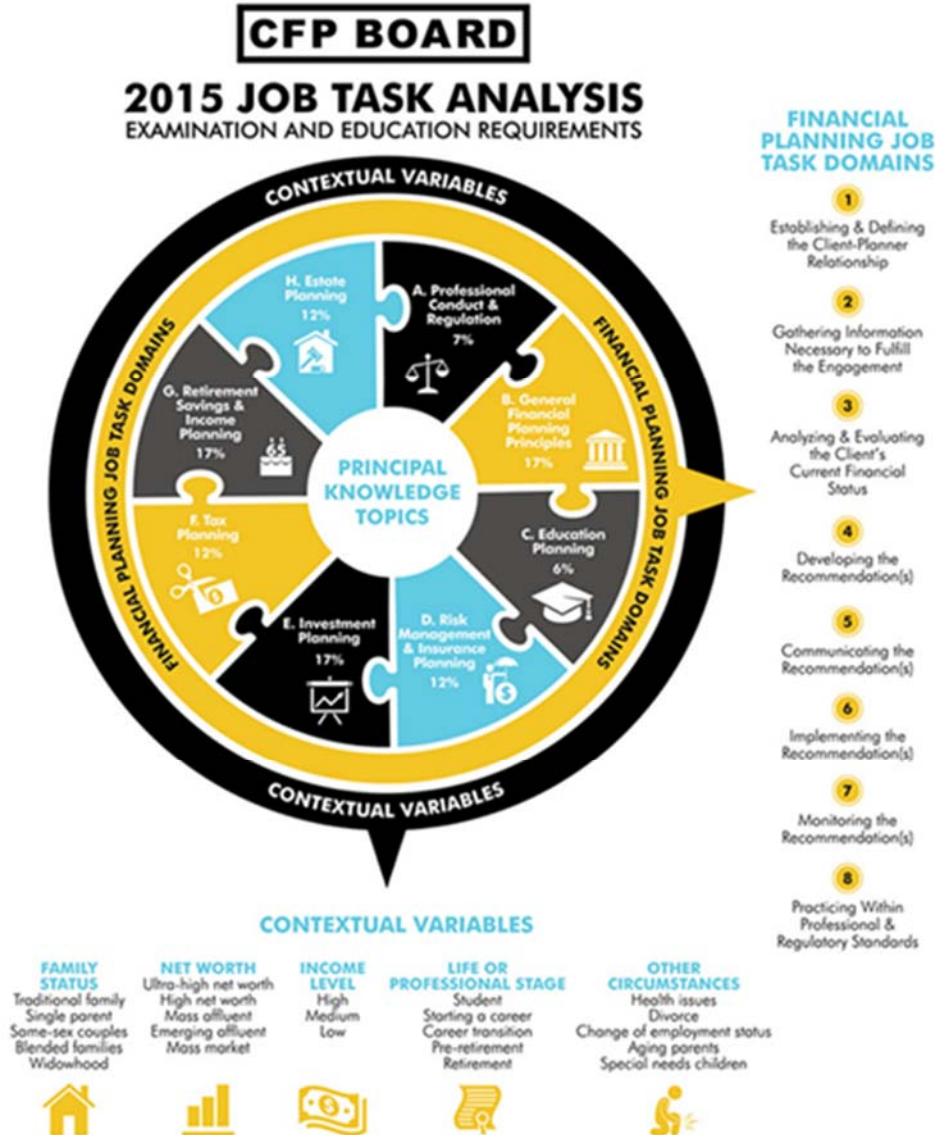 CFP BOARD
2015 JOB TASK ANALYSIS
EXAMINATION AND EDUCATION REQUIREMENTS
CONTEXTUAL VARIABLES
FINANCIAL PLANNING JOB TASK DOMAINS
FINANCIAL PLANNING JOB TASK DOMAINS
H. Estate
Planning
12%
A. Professional
Conduct &
Regulation
7%
G. Retirement
Savings &
Income
Planning
17%
65
B. General
Financial
Planning
Principles
17%
PRINCIPAL
KNOWLEDGE
TOPICS
F. Tax
Planning
12%
$
C. Education
Planning
6%
E. Investment
Planning
17%
D. Risk
Management
& Insurance
Planning
12%
$
CONTEXTUAL VARIABLES
FINANCIAL
PLANNING JOB
TASK DOMAINS
1
Establishing & Defining
the Client-Planner
Relationship
2
Gathering Information
Necessary to Fulfill
the Engagement
3
Analyzing & Evaluating
the Client's
Current Financial
Status
4
Developing the
Recommendation(s)
5
Communicating the
Recommendation(s)
6
Implementing the
Recommendation(s)
7
Monitoring the
Recommendation(s)
8
Practicing Within
Professional &
Regulatory Standards
CONTEXTUAL VARIABLES
FAMILY
STATUS
Traditional family
Single parent
Same-sex couples
Blended families
Widowhood
NET WORTH
Ultra-high net worth
High net worth
Mass affluent
Emerging affluent
Mass market
INCOME
LEVEL
High
Medium
Low
$
LIFE OR
PROFESSIONAL STAGE
Student
Starting a career
Career transition
Pre-retirement
Retirement
OTHER
CIRCUMSTANCES
Health issues
Divorce
Change of employment status
Aging parents
Special needs children